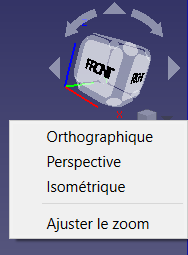 FRONT
RIGHT
Orthographique
Perspective
Isométrique
Ajuster le zoom